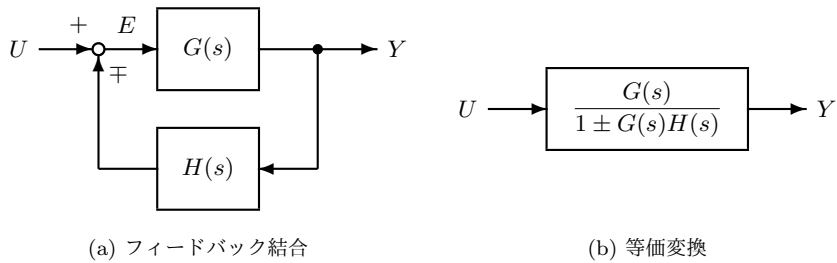 U + E G(s) Y
∓
H(s)
(a) フィードバック結合
U G(s) Y
1 ± G(s)H(s)
(b) 等価変換